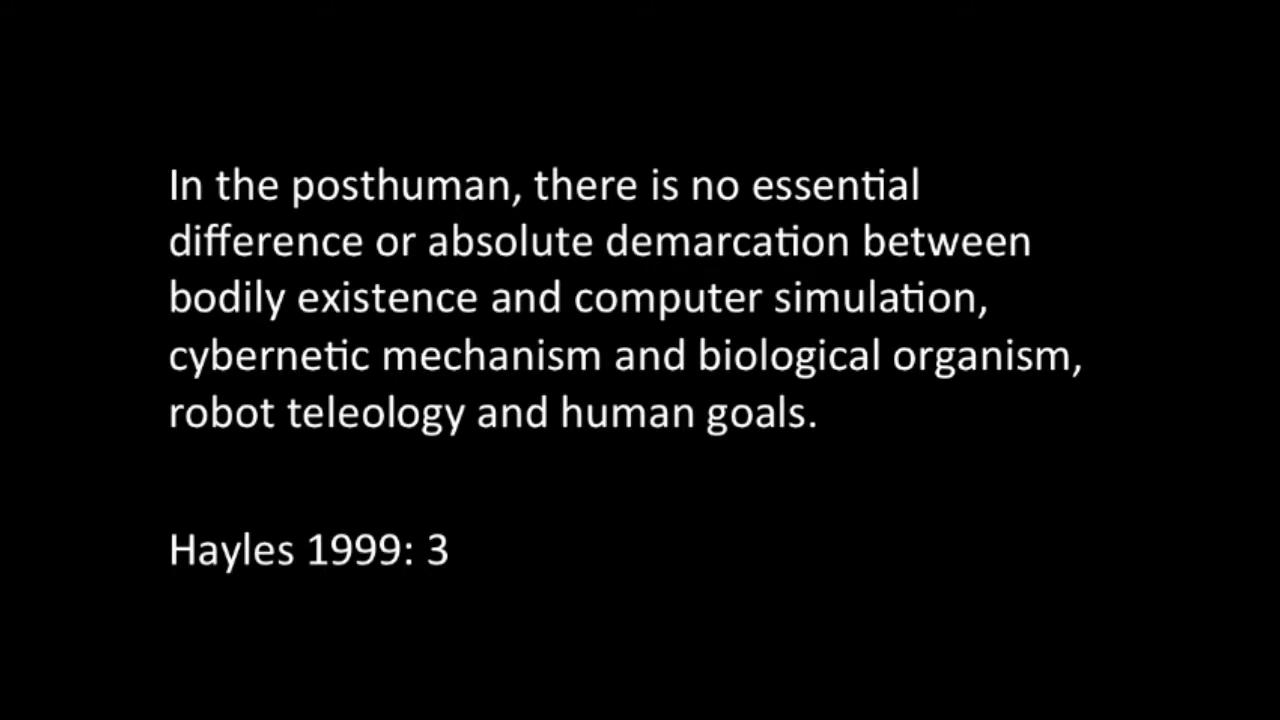 In the posthuman, there is no essential
difference or absolute demarcation between
bodily existence and computer simulation,
cybernetic mechanism and biological organism,
robot teleology and human goals.
Hayles 1999: 3